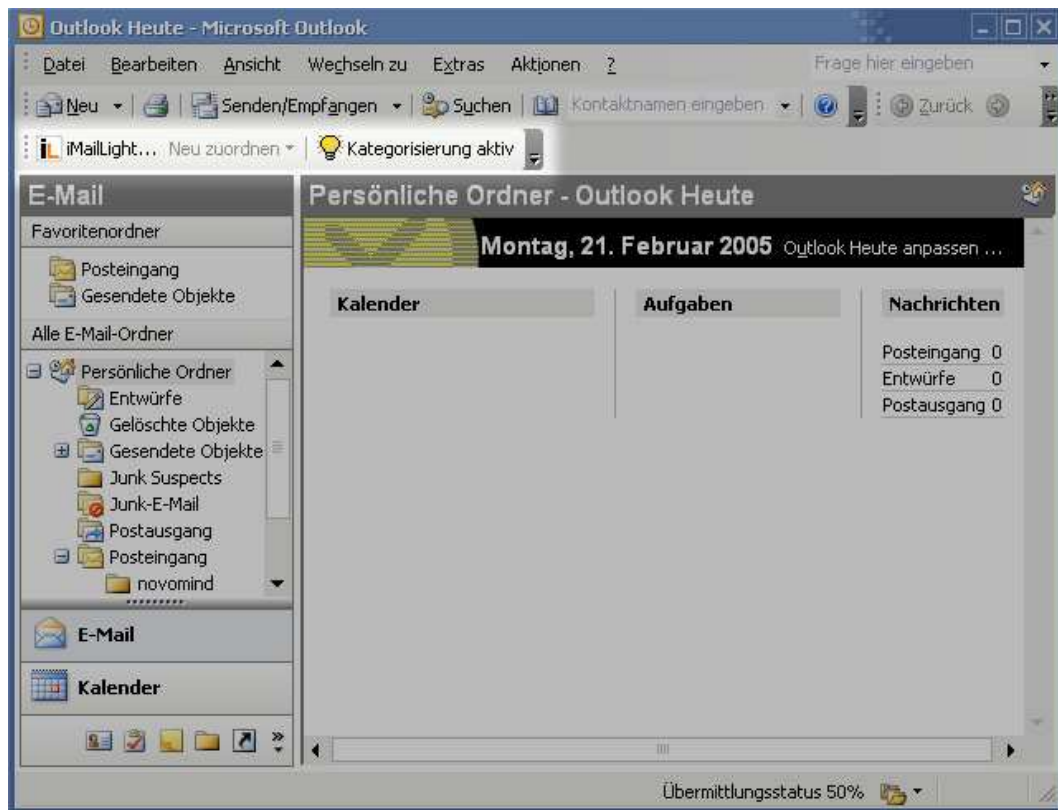 Outlook Heute - Microsoft Outlook
Datei Bearbeiten Ansicht Wechseln zu Extras Aktionen ? Frage hier eingeben
Neu Senden/Empfangen Suchen Kontaktnamen eingeben Zurück
iL iMailLight... Neu zuordnen Kategorisierung aktiv
E-Mail
Favoritenordner
Posteingang
Gesendete Objekte
Alle E-Mail-Ordner
Persönliche Ordner
Entwürfe
Gelöschte Objekte
Gesendete Objekte
Junk Suspects
Junk-E-Mail
Postausgang
Posteingang
novomind
E-Mail
Kalender
Persönliche Ordner - Outlook Heute
Montag, 21. Februar 2005 Outlook Heute anpassen ...
Kalender Aufgaben Nachrichten
Posteingang 0
Entwürfe 0
Postausgang 0
Übermittlungsstatus 50%